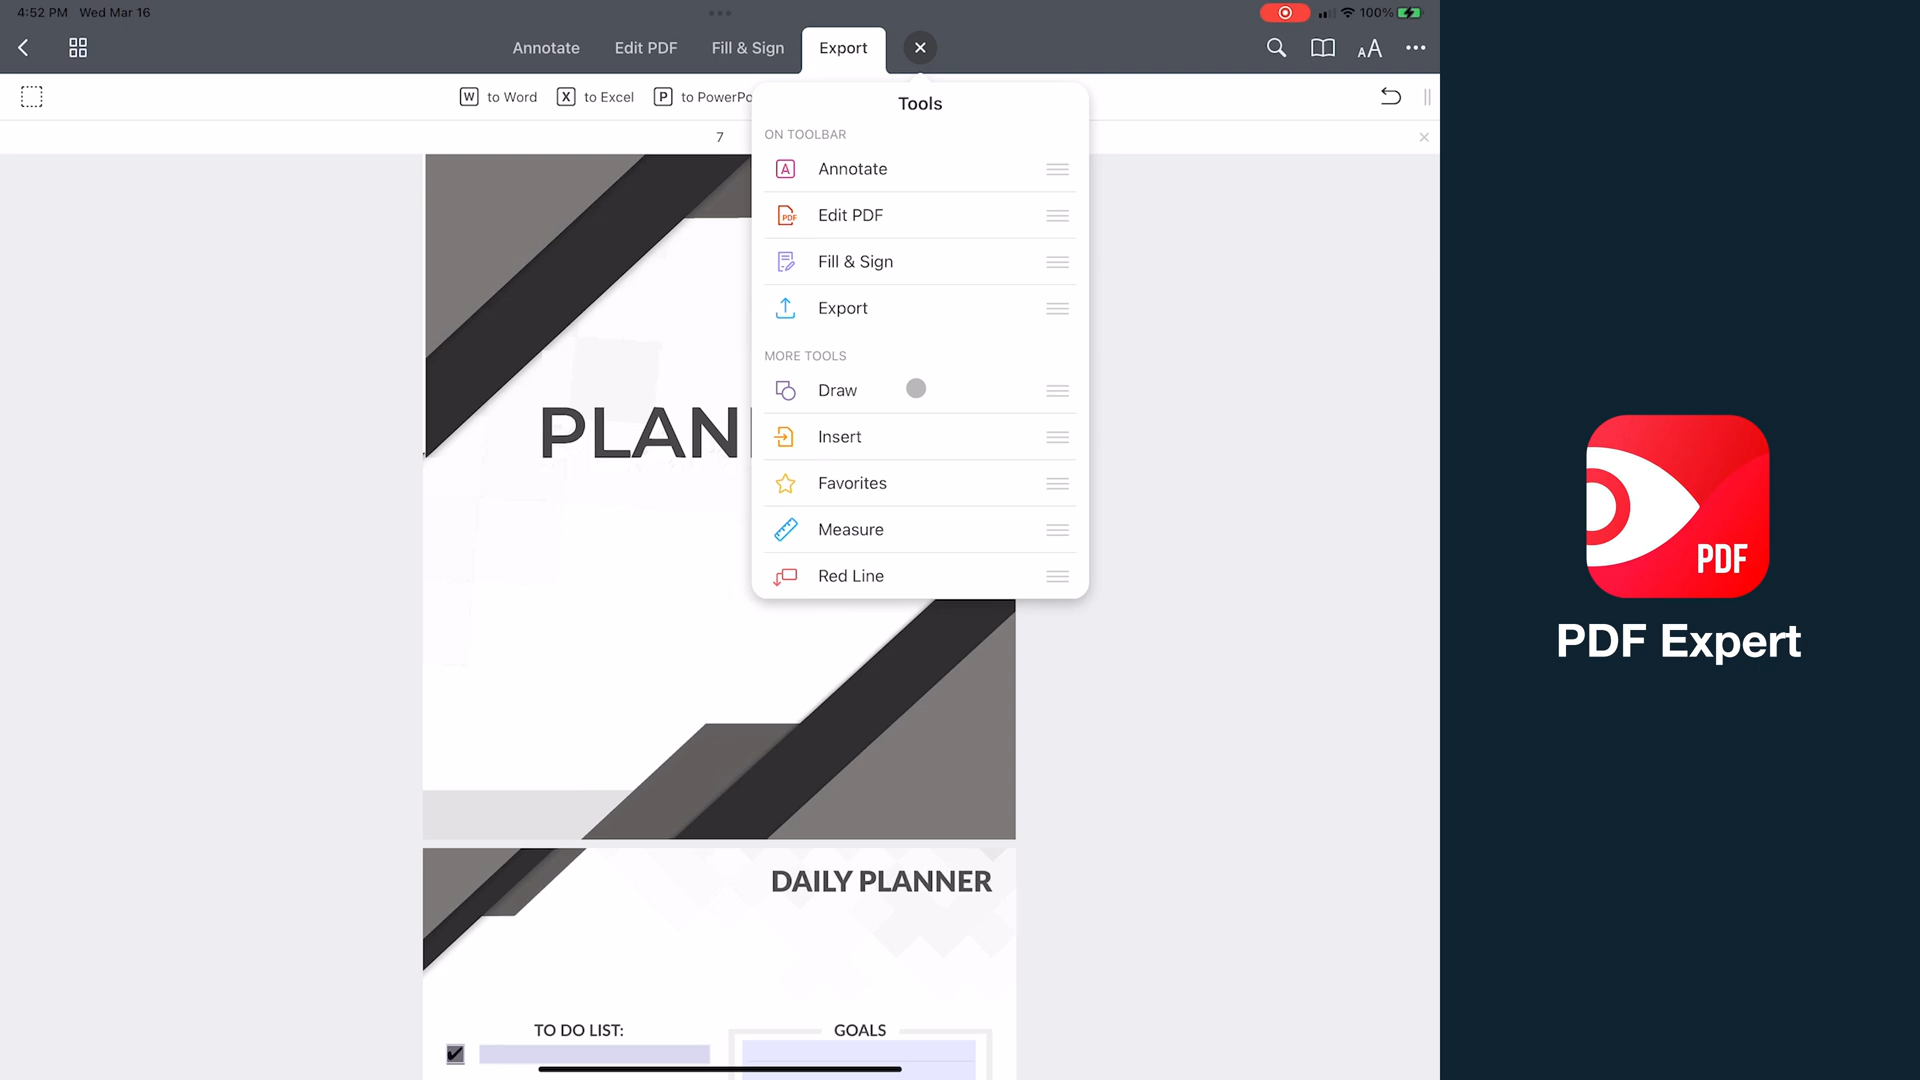 4:52 PM Wed Mar 16
100%
Annotate
Edit PDF
Fill & Sign
Export
W to Word
X to Excel
P to PowerPo
7
Tools
ON TOOLBAR
A Annotate
PDF Edit PDF
Fill & Sign
Export
MORE TOOLS
Draw
Insert
Favorites
Measure
Red Line
PLAN
DAILY PLANNER
TO DO LIST:
GOALS
PDF
PDF Expert
AA